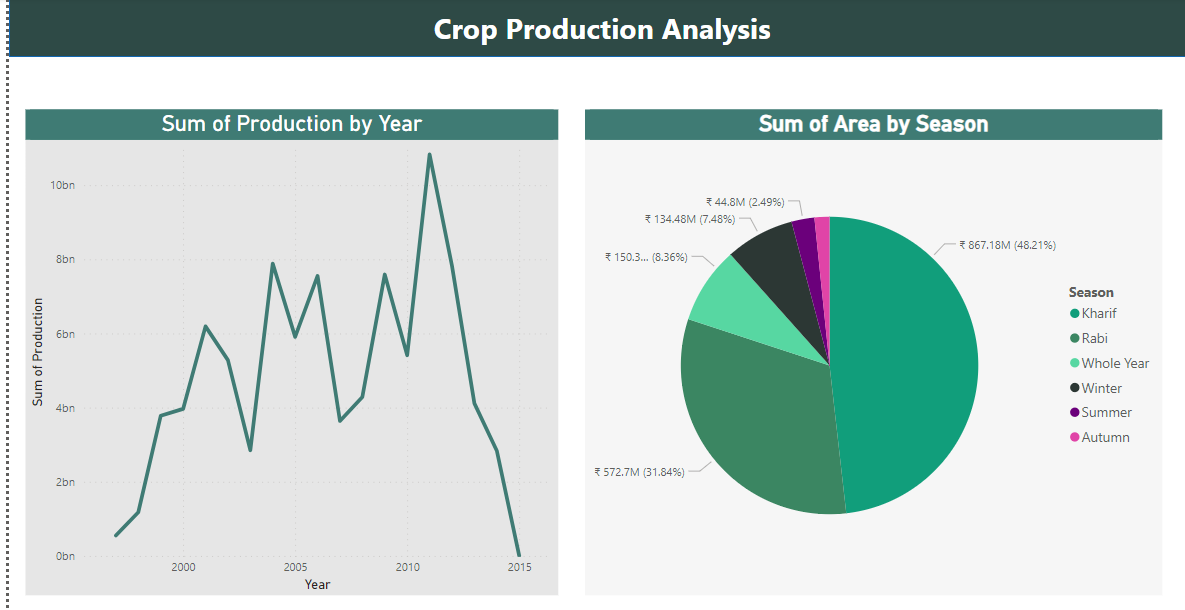 Crop Production Analysis
Sum of Production by Year
10bn
8bn
6bn
4bn
2bn
0bn
Sum of Production
2000
2005
2010
2015
Year
Sum of Area by Season
₹ 44.8M (2.49%)
₹ 134.48M (7.48%)
₹ 150.3... (8.36%)
₹ 867.18M (48.21%)
₹ 572.7M (31.84%)
Season
Kharif
Rabi
Whole Year
Winter
Summer
Autumn